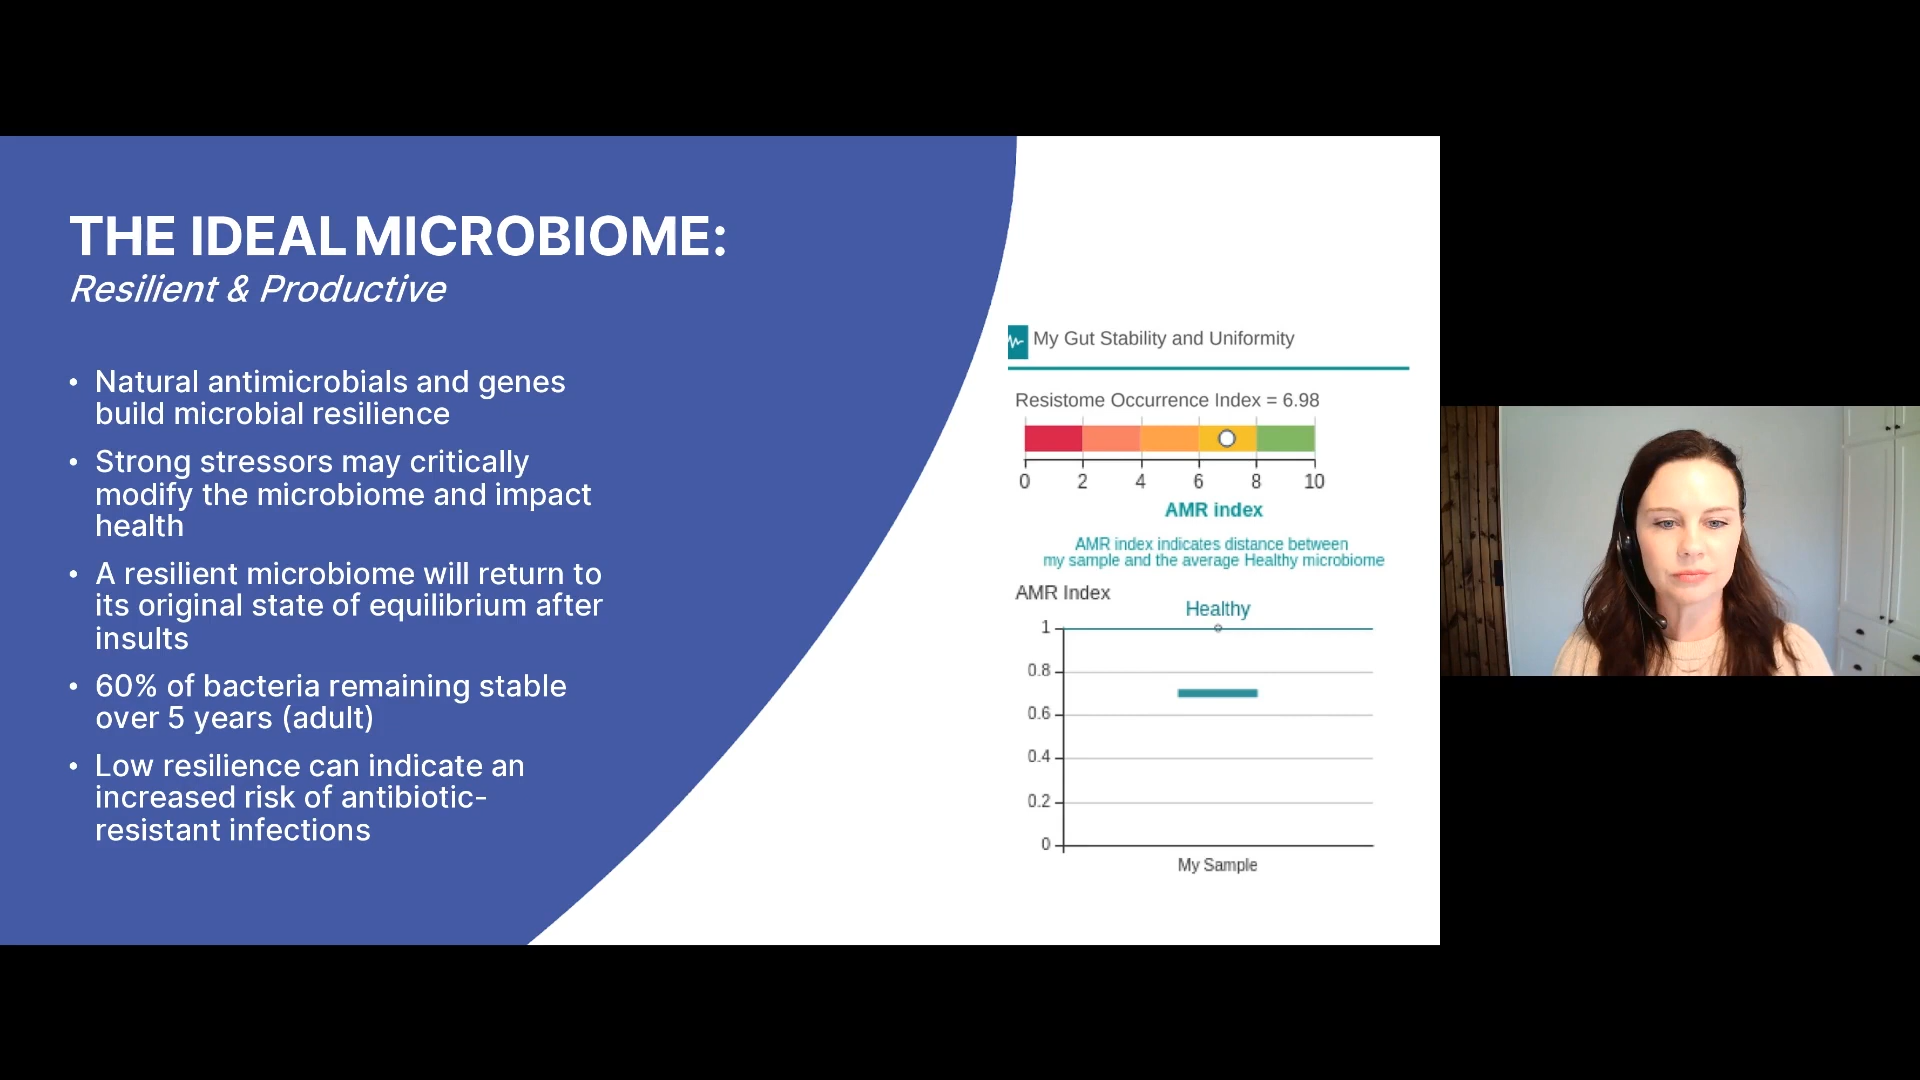 THE IDEAL MICROBIOME:
Resilient & Productive
• Natural antimicrobials and genes
build microbial resilience
• Strong stressors may critically
modify the microbiome and impact
health
• A resilient microbiome will return to
its original state of equilibrium after
insults
• 60% of bacteria remaining stable
over 5 years (adult)
• Low resilience can indicate an
increased risk of antibiotic-
resistant infections
My Gut Stability and Uniformity
Resistome Occurrence Index = 6.98
0 2 4 6 8 10
AMR index
AMR index indicates distance between
my sample and the average Healthy microbiome
AMR Index
Healthy
1
0.8
0.6
0.4
0.2
0
My Sample